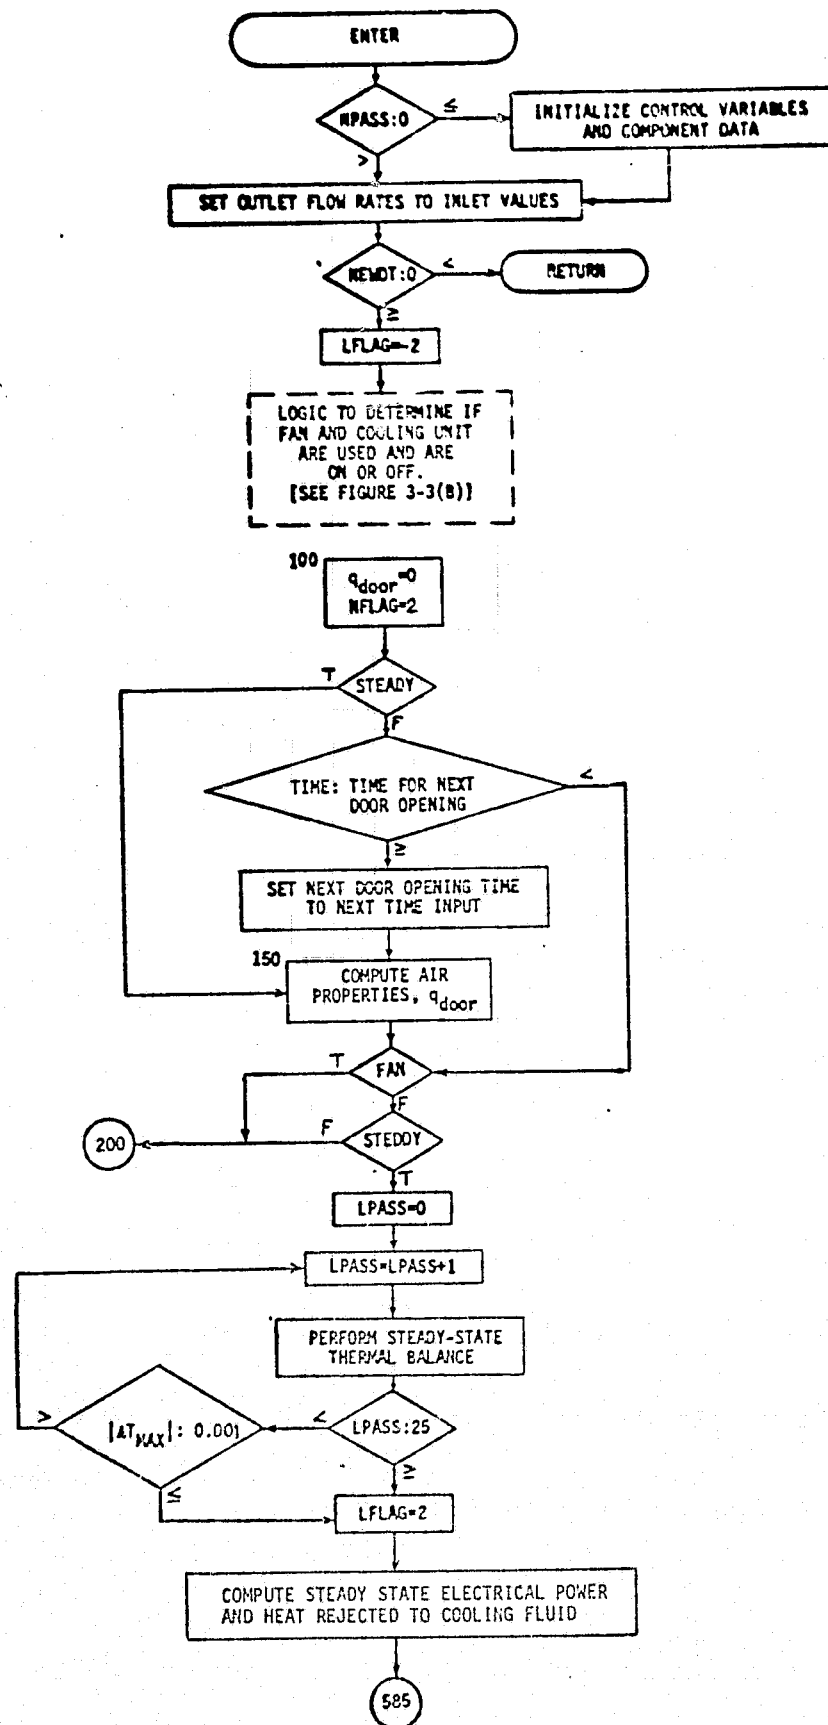 ENTER
NPASS:0
≤
INITIALIZE CONTROL VARIABLES
AND COMPONENT DATA
>
SET OUTLET FLOW RATES TO INLET VALUES
NEWDT:0
<
RETURN
≥
LFLAG=-2
LOGIC TO DETERMINE IF
FAN AND COOLING UNIT
ARE USED AND ARE
ON OR OFF.
[SEE FIGURE 3-3(B)]
100
q_door=0
NFLAG=2
T
STEADY
F
TIME: TIME FOR NEXT
DOOR OPENING
<
≥
SET NEXT DOOR OPENING TIME
TO NEXT TIME INPUT
150
COMPUTE AIR
PROPERTIES, q_door
T
FAN
F
200
F
STEDDY
T
LPASS=0
LPASS=LPASS+1
PERFORM STEADY-STATE
THERMAL BALANCE
>
|ΔT_MAX|: 0.001
<
LPASS:25
≤
≥
LFLAG=2
COMPUTE STEADY STATE ELECTRICAL POWER
AND HEAT REJECTED TO COOLING FLUID
585